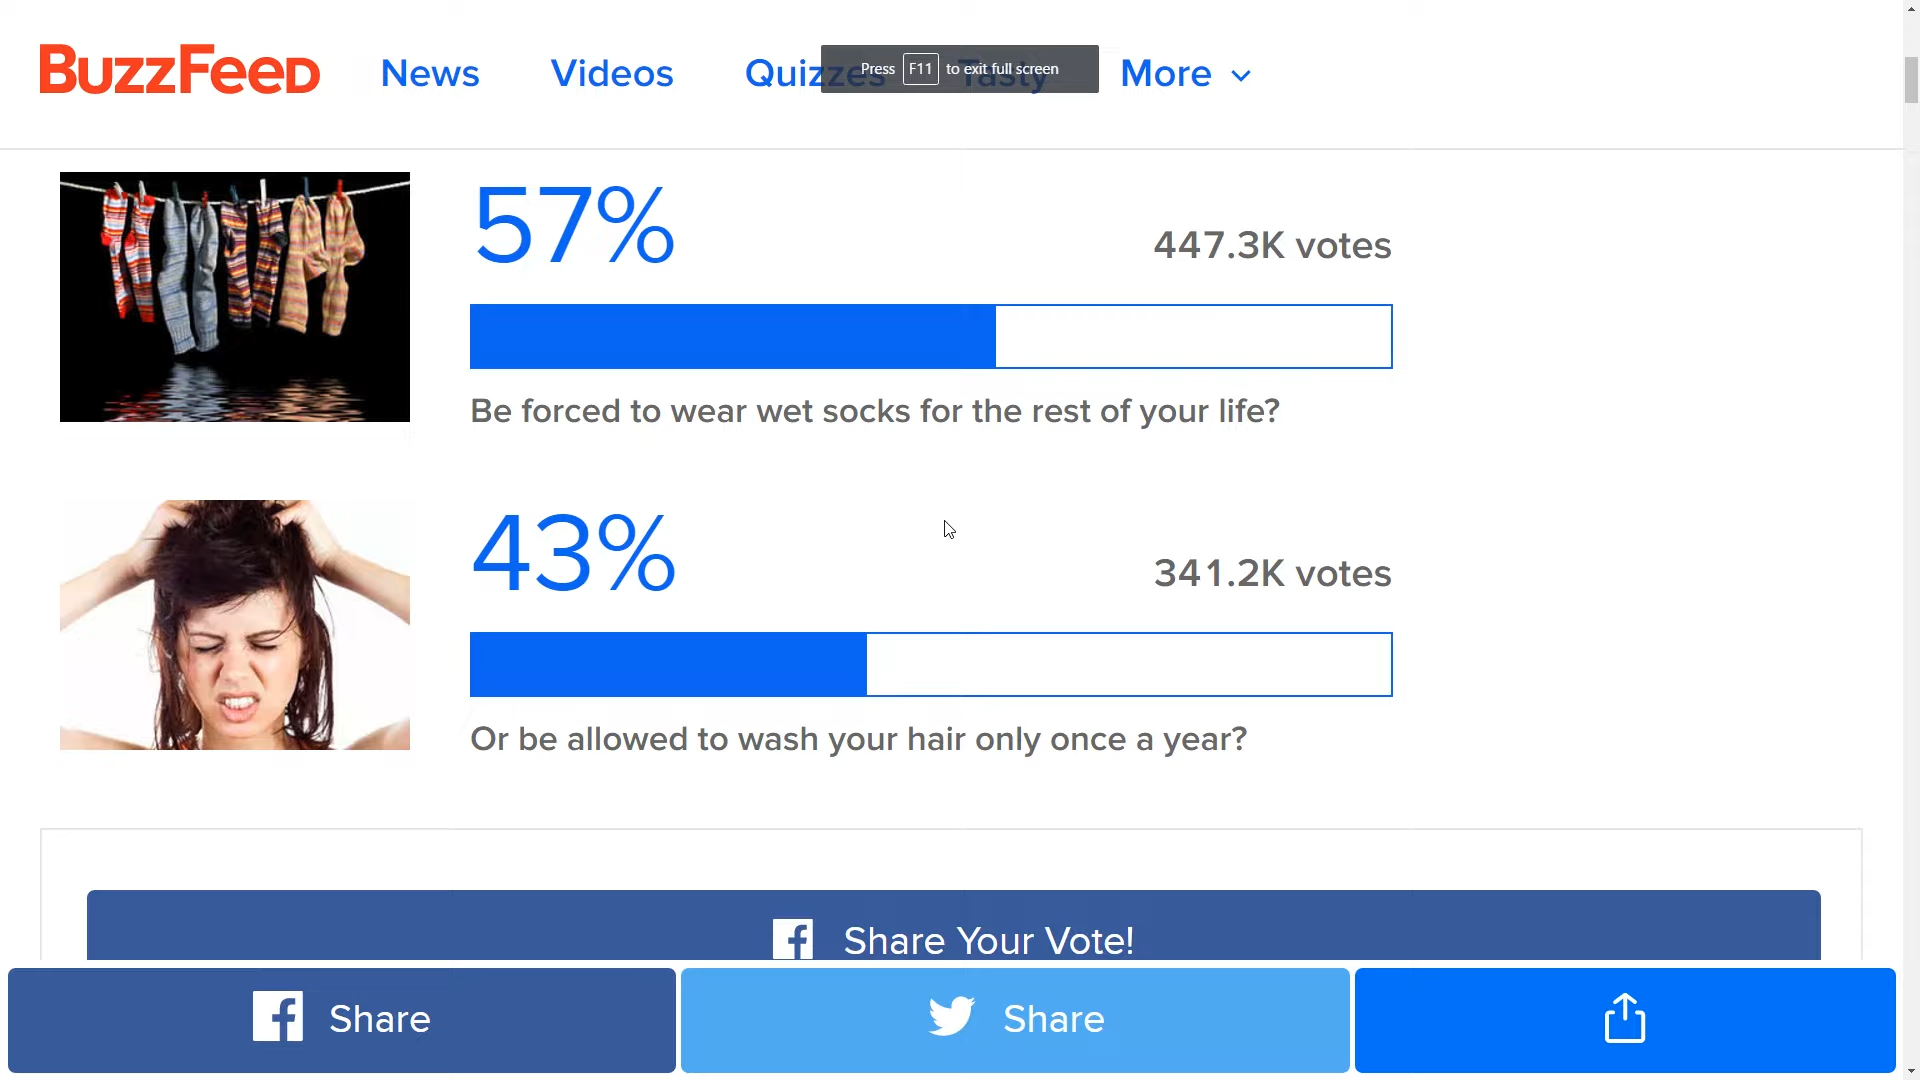 BuzzFeed News Videos Quizzes Tasty More
Press F11 to exit full screen
57%
447.3K votes
Be forced to wear wet socks for the rest of your life?
43%
341.2K votes
Or be allowed to wash your hair only once a year?
Share Your Vote!
Share Share